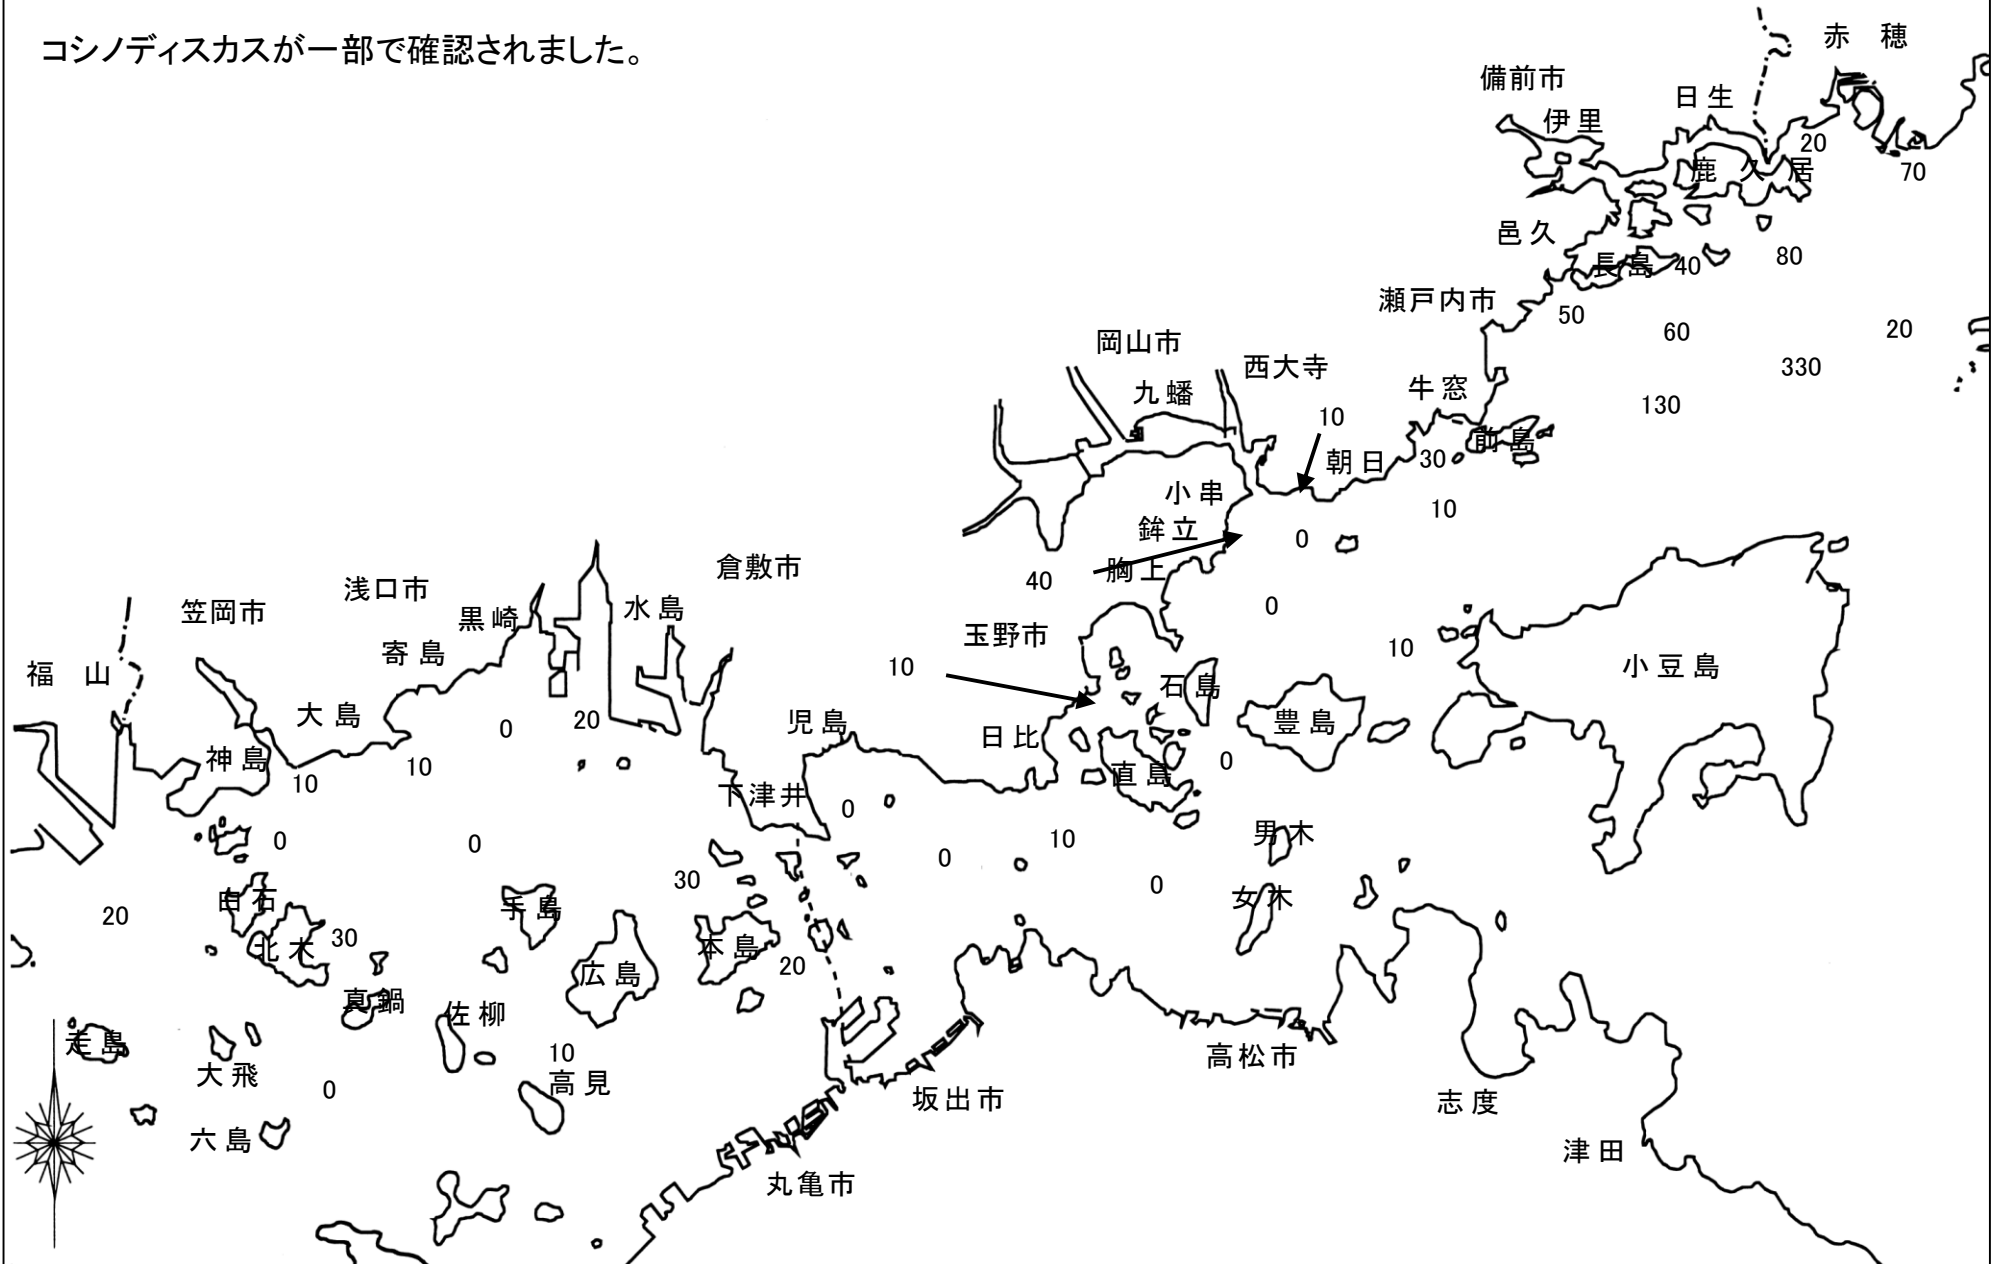 コシノディスカスが一部で確認されました。
赤 穂
備前市
日生
伊里
20
鹿久居
70
邑久
長島
40
80
瀬戸内市
50
60
20
岡山市
西大寺
330
九蟠
牛窓
10
130
前島
朝日
30
小串
10
鉾立
0
胸上
40
倉敷市
浅口市
笠岡市
黒崎
水島
0
玉野市
寄島
10
10
小豆島
福 山
石島
大島
0
20
児島
日比
豊島
神島
10
10
直島
0
下津井
0
男木
0
0
0
10
30
0
白石
手島
女木
20
北木
30
本島
20
広島
真鍋
佐柳
走島
10
高松市
大飛
0
高見
坂出市
志度
六島
津田
丸亀市